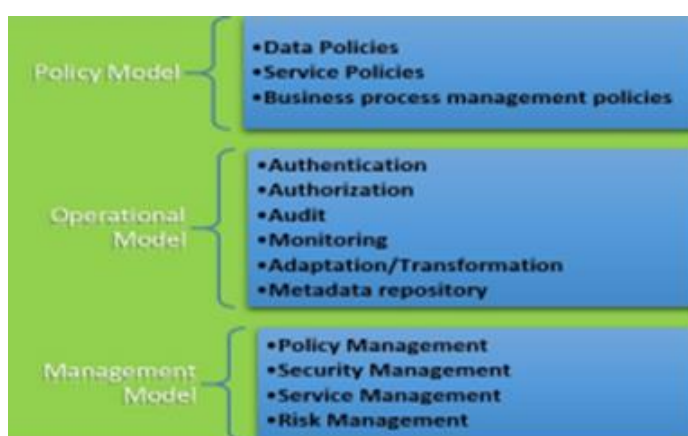 Policy Model
•Data Policies
•Service Policies
•Business process management policies
Operational
Model
•Authentication
•Authorization
•Audit
•Monitoring
•Adaptation/Transformation
•Metadata repository
Management
Model
•Policy Management
•Security Management
•Service Management
•Risk Management